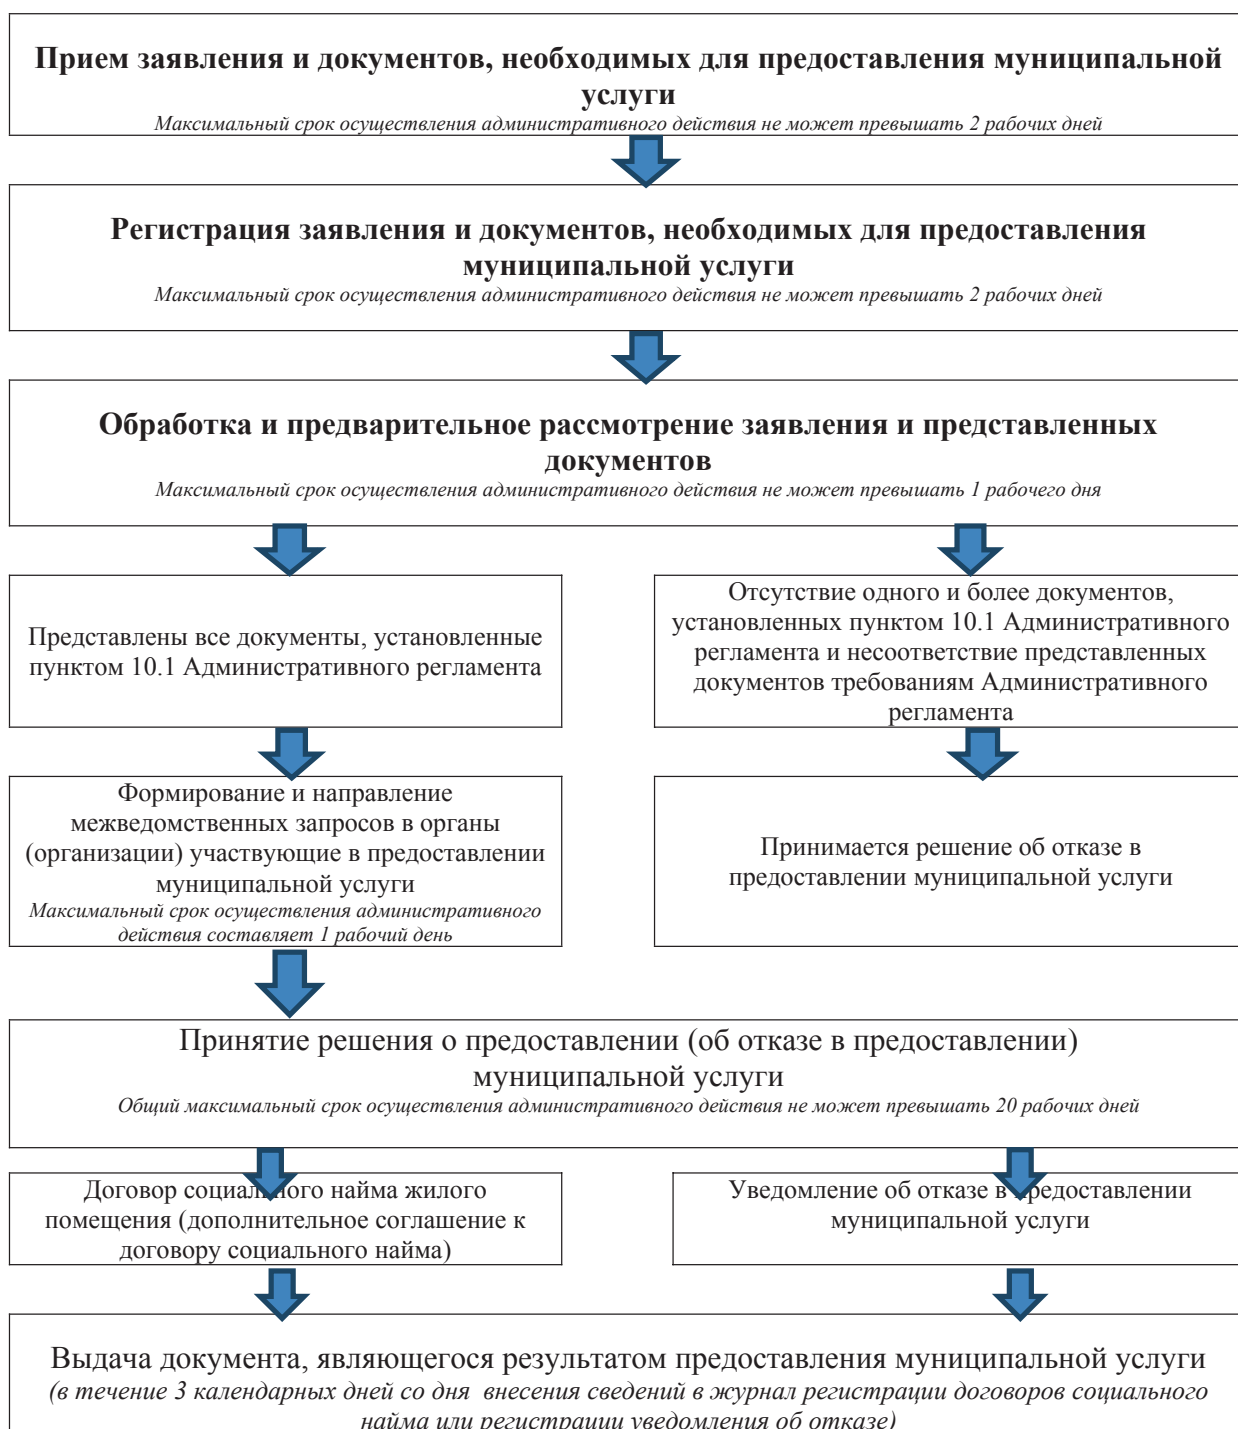 Прием заявления и документов, необходимых для предоставления муниципальной
услуги
Максимальный срок осуществления административного действия не может превышать 2 рабочих дней
Регистрация заявления и документов, необходимых для предоставления
муниципальной услуги
Максимальный срок осуществления административного действия не может превышать 2 рабочих дней
Обработка и предварительное рассмотрение заявления и представленных
документов
Максимальный срок осуществления административного действия не может превышать 1 рабочего дня
Представлены все документы, установленные
пунктом 10.1 Административного регламента
Отсутствие одного и более документов,
установленных пунктом 10.1 Административного
регламента и несоответствие представленных
документов требованиям Административного
регламента
Формирование и направление
межведомственных запросов в органы
(организации) участвующие в предоставлении
муниципальной услуги
Максимальный срок осуществления административного
действия составляет 1 рабочий день
Принимается решение об отказе в
предоставлении муниципальной услуги
Принятие решения о предоставлении (об отказе в предоставлении)
муниципальной услуги
Общий максимальный срок осуществления административного действия не может превышать 20 рабочих дней
Договор социального найма жилого
помещения (дополнительное соглашение к
договору социального найма)
Уведомление об отказе в предоставлении
муниципальной услуги
Выдача документа, являющегося результатом предоставления муниципальной услуги
(в течение 3 календарных дней со дня внесения сведений в журнал регистрации договоров социального
найма или регистрации уведомления об отказе)